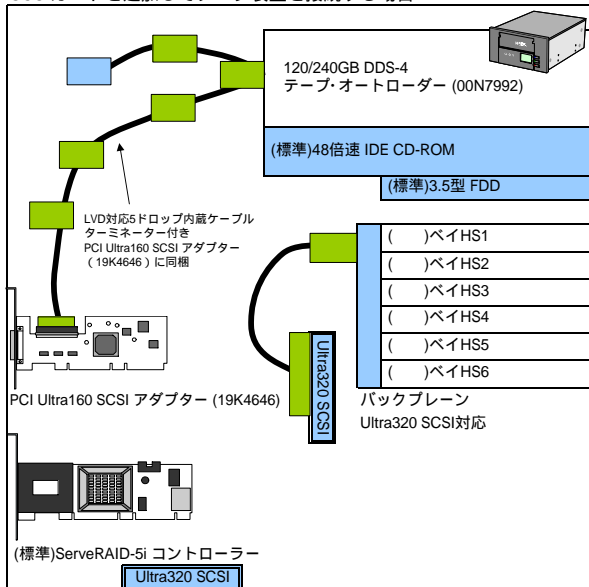 120/240GB DDS-4
テープ・オートローダー (00N7992)
(標準)48倍速 IDE CD-ROM
(標準)3.5型 FDD
LVD対応5ドロップ内蔵ケーブル
ターミネーター付き
PCI Ultra160 SCSI アダプター
（19K4646）に同梱
(　　)ベイHS1
(　　)ベイHS2
(　　)ベイHS3
(　　)ベイHS4
(　　)ベイHS5
(　　)ベイHS6
Ultra320 SCSI
PCI Ultra160 SCSI アダプター (19K4646)
バックプレーン
Ultra320 SCSI対応
(標準)ServeRAID-5i コントローラー
Ultra320 SCSI